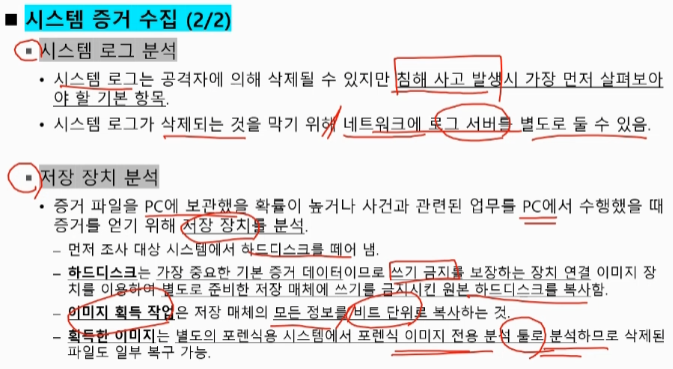 ■ 시스템 증거 수집 (2/2)
▪ 시스템 로그 분석
• 시스템 로그는 공격자에 의해 삭제될 수 있지만 침해 사고 발생시 가장 먼저 살펴보아
야 할 기본 항목.
• 시스템 로그가 삭제되는 것을 막기 위해 네트워크에 로그 서버를 별도로 둘 수 있음.
▪ 저장 장치 분석
• 증거 파일을 PC에 보관했을 확률이 높거나 사건과 관련된 업무를 PC에서 수행했을 때
증거를 얻기 위해 저장 장치를 분석.
– 먼저 조사 대상 시스템에서 하드디스크를 떼어 냄.
– 하드디스크는 가장 중요한 기본 증거 데이터이므로 쓰기 금지를 보장하는 장치 연결 이미지 장
치를 이용하여 별도로 준비한 저장 매체에 쓰기를 금지시킨 원본 하드디스크를 복사함.
– 이미지 획득 작업은 저장 매체의 모든 정보를 비트 단위로 복사하는 것.
– 획득한 이미지는 별도의 포렌식용 시스템에서 포렌식 이미지 전용 분석 툴로 분석하므로 삭제된
파일도 일부 복구 가능.